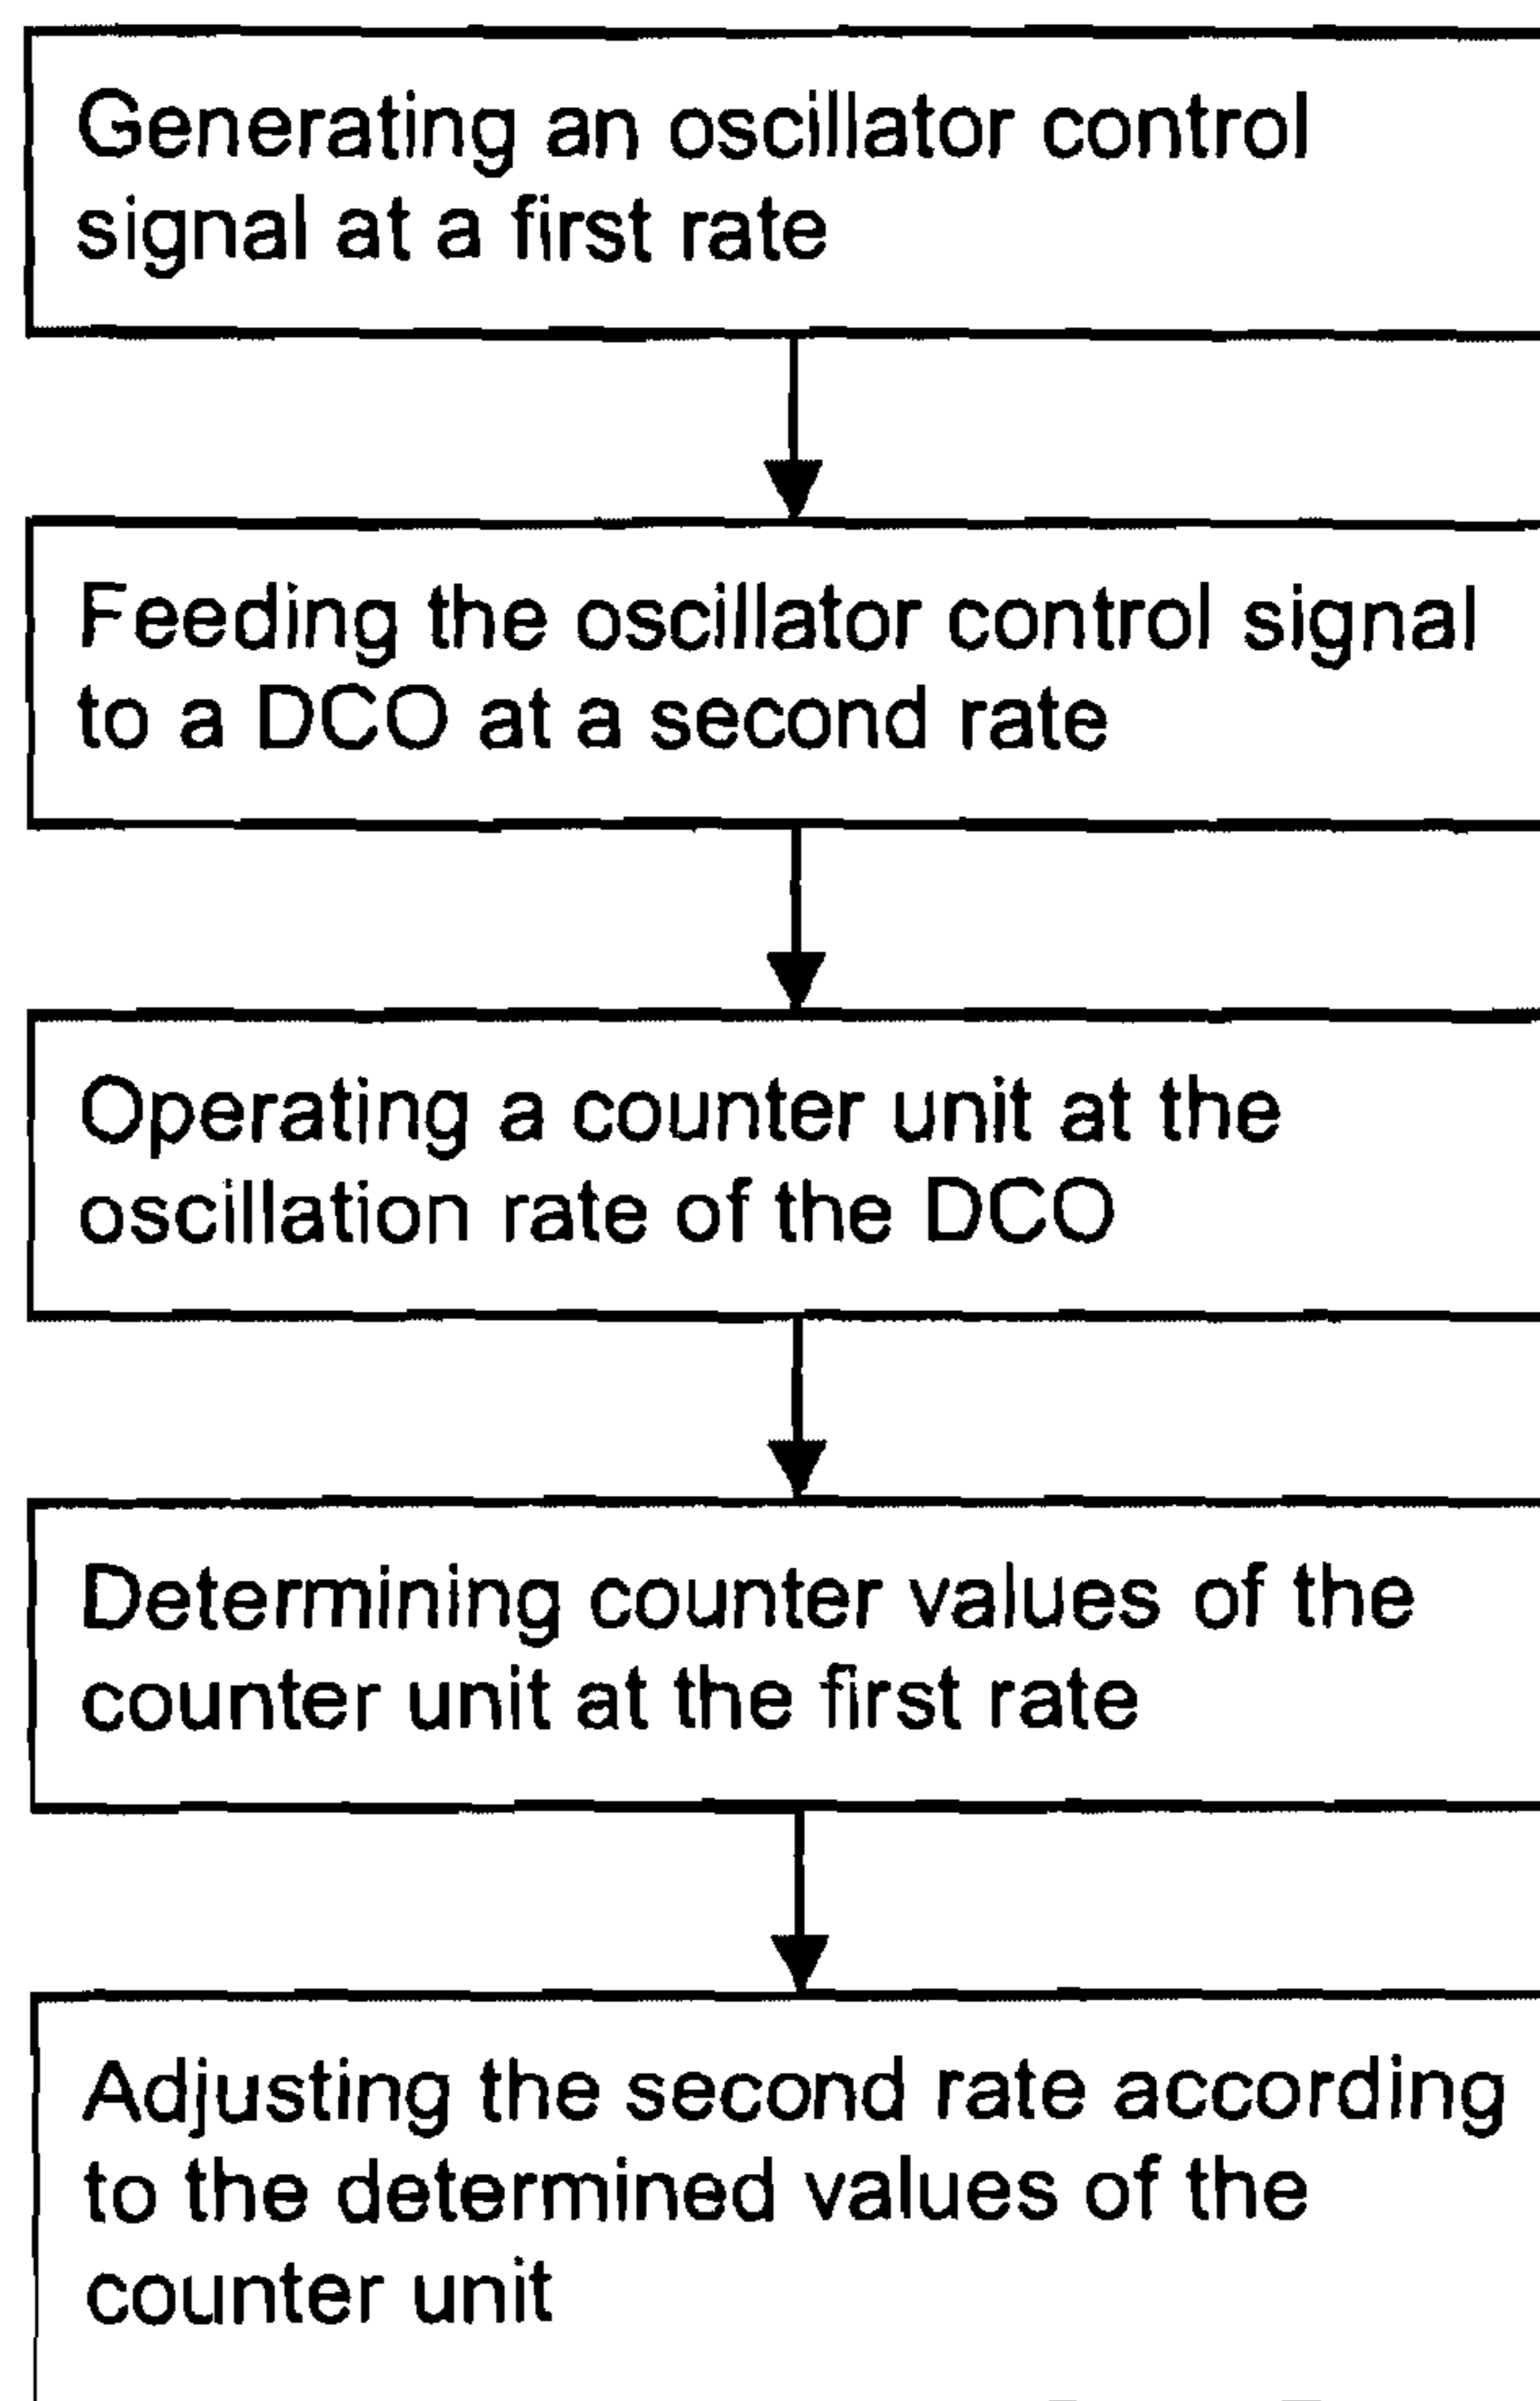 Generating an oscillator control
signal at a first rate
Feeding the oscillator control signal
to a DCO at a second rate
Operating a counter unit at the
oscillation rate of the DCO
Determining counter values of the
counter unit at the first rate
Adjusting the second rate according
to the determined values of the
counter unit